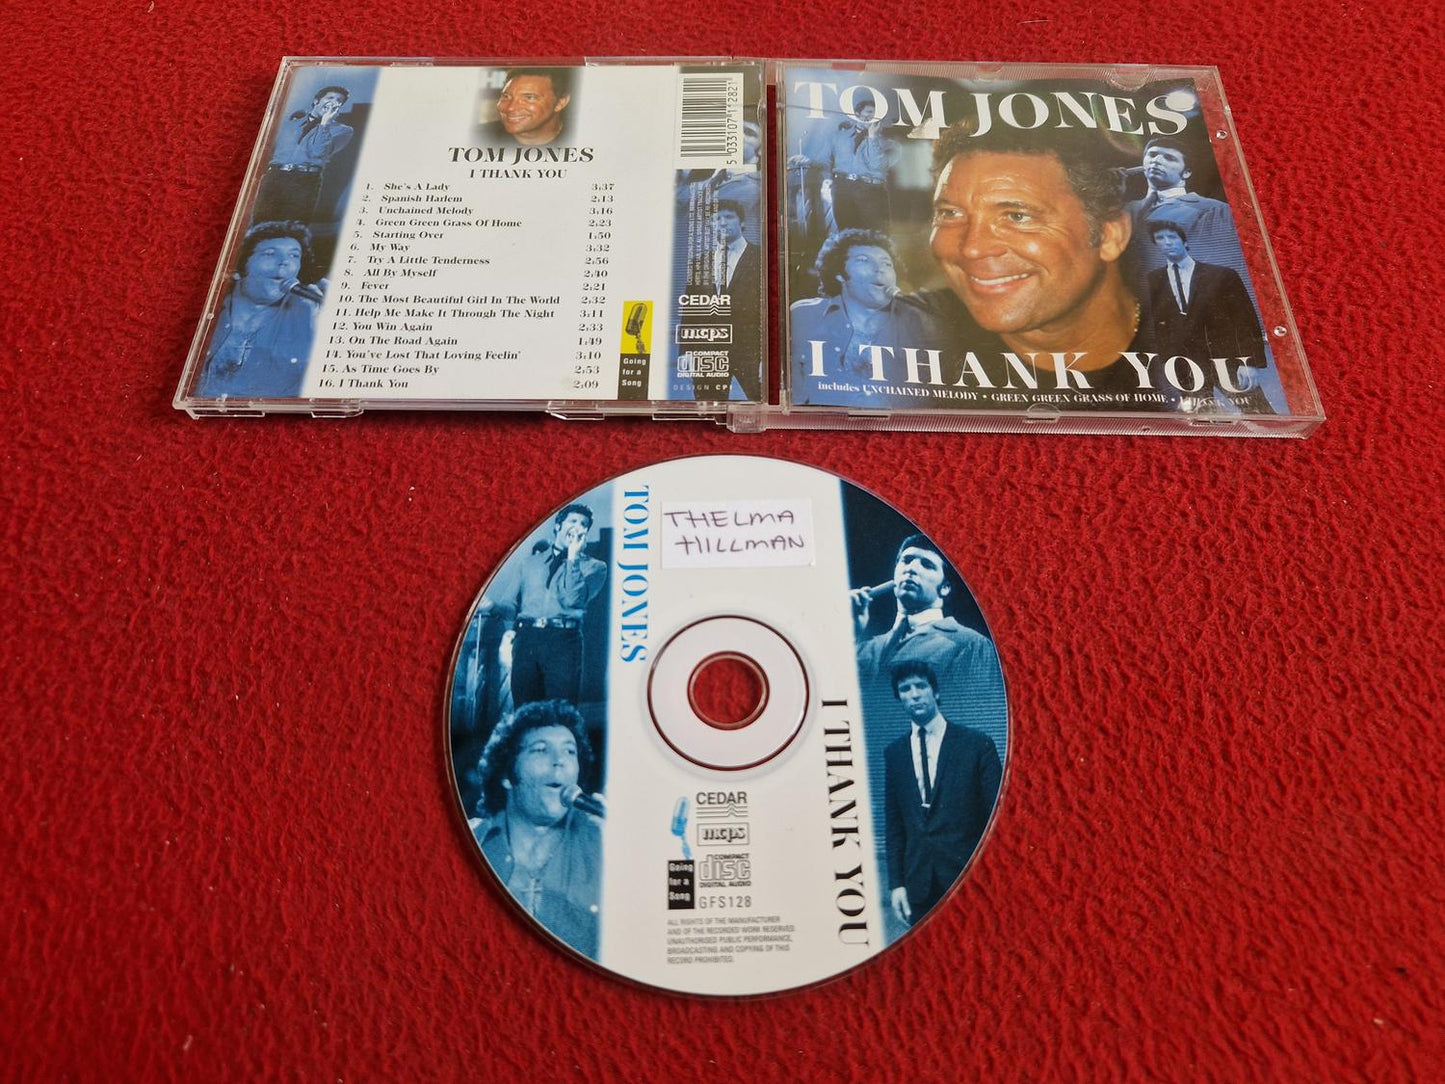 TOM JONES
I THANK YOU
1. She's A Lady 3:37
2. Spanish Harlem 2:13
3. Unchained Melody 3:16
4. Green Green Grass Of Home 2:23
5. Starting Over 1:50
6. My Way 3:32
7. Try A Little Tenderness 2:56
8. All By Myself 2:40
9. Fever 2:21
10. The Most Beautiful Girl In The World 2:32
11. Help Me Make It Through The Night 3:11
12. You Win Again 2:33
13. On The Road Again 1:49
14. You've Lost That Loving Feelin' 3:10
15. As Time Goes By 2:53
16. I Thank You 2:09
Going
for a
Song
5 033107 112821
CEDAR
mcps
COMPACT
disc
DIGITAL AUDIO
DESIGN CPI
TOM JONES
I THANK YOU
includes UNCHAINED MELODY • GREEN GREEN GRASS OF HOME • I THANK YOU
THELMA
HILLMAN
TOM JONES
I THANK YOU
CEDAR
mcps
Going
for a
Song
COMPACT
disc
DIGITAL AUDIO
GFS128
ALL RIGHTS OF THE MANUFACTURER
AND OF THE RECORDED WORK RESERVED
UNAUTHORISED PUBLIC PERFORMANCE,
BROADCASTING AND COPYING OF THIS
RECORD PROHIBITED.